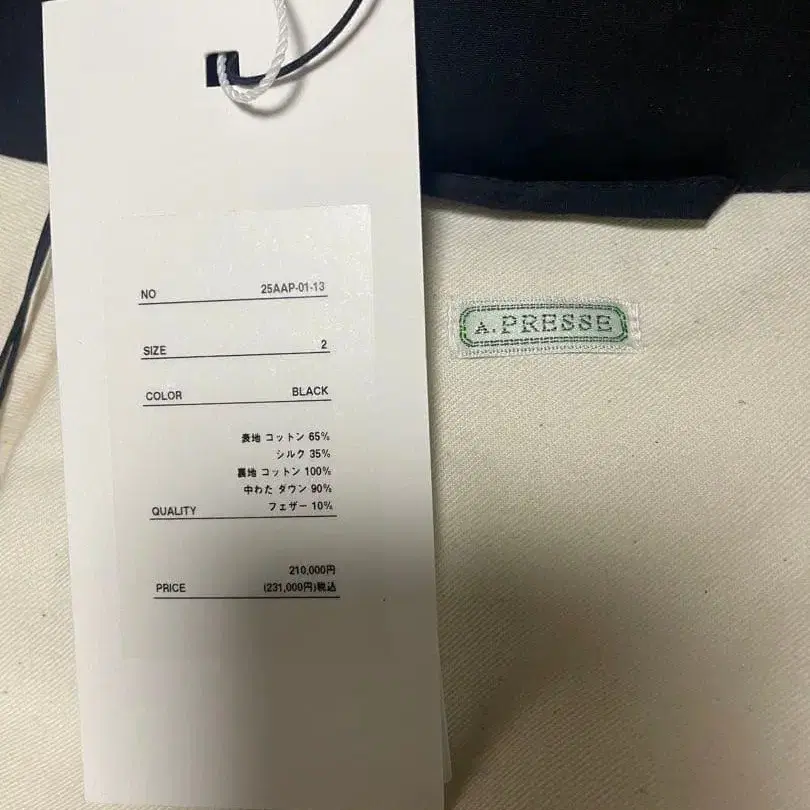 NO 25AAP-01-13
SIZE 2
COLOR BLACK
表地 コットン 65%
シルク 35%
裏地 コットン 100%
中わた ダウン 90%
QUALITY フェザー 10%
210,000円
PRICE (231,000円)税込
A.PRESSE